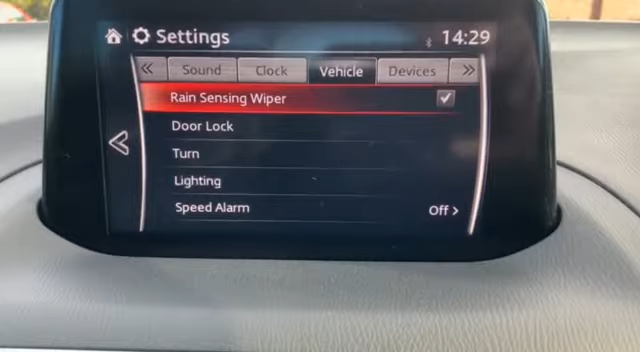 Settings 14:29
« Sound Clock Vehicle Devices »
Rain Sensing Wiper
Door Lock
Turn
Lighting
Speed Alarm Off >